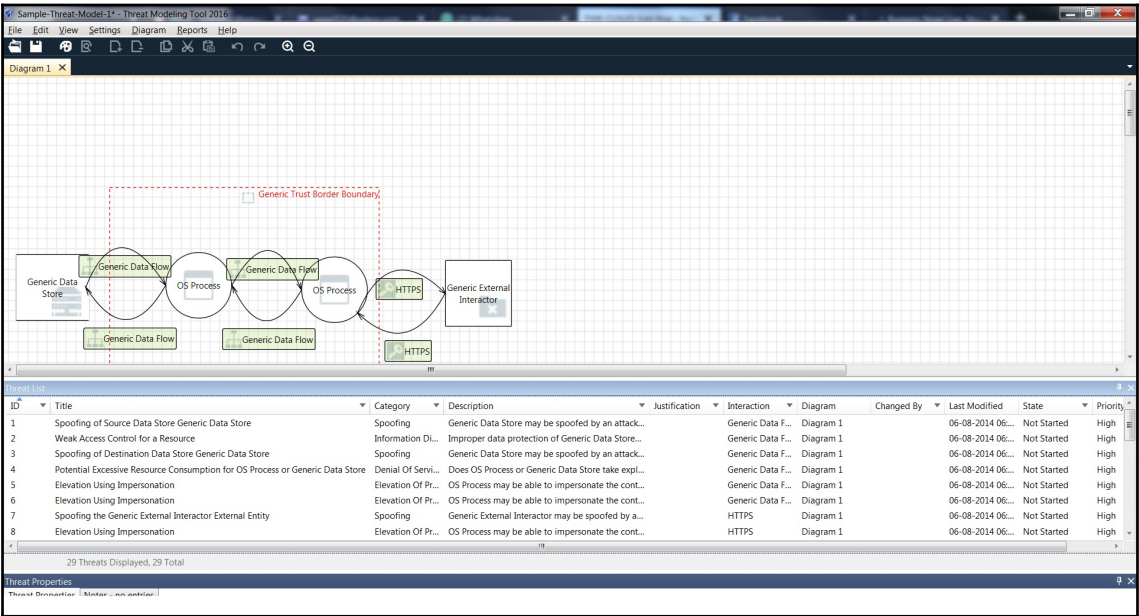 Sample-Threat-Model-1* - Threat Modeling Tool 2016
File Edit View Settings Diagram Reports Help
Diagram 1 X
Generic Trust Border Boundary
Generic Data Flow
Generic Data Flow
Generic Data Store
OS Process
OS Process
HTTPS
Generic External Interactor
Generic Data Flow
Generic Data Flow
HTTPS
Threat List
ID Title Category Description Justification Interaction Diagram Changed By Last Modified State Priority
1 Spoofing of Source Data Store Generic Data Store Spoofing Generic Data Store may be spoofed by an attack... Generic Data F... Diagram 1 06-08-2014 06:... Not Started High
2 Weak Access Control for a Resource Information Di... Improper data protection of Generic Data Store... Generic Data F... Diagram 1 06-08-2014 06:... Not Started High
3 Spoofing of Destination Data Store Generic Data Store Spoofing Generic Data Store may be spoofed by an attack... Generic Data F... Diagram 1 06-08-2014 06:... Not Started High
4 Potential Excessive Resource Consumption for OS Process or Generic Data Store Denial Of Servi... Does OS Process or Generic Data Store take expl... Generic Data F... Diagram 1 06-08-2014 06:... Not Started High
5 Elevation Using Impersonation Elevation Of Pr... OS Process may be able to impersonate the cont... Generic Data F... Diagram 1 06-08-2014 06:... Not Started High
6 Elevation Using Impersonation Elevation Of Pr... OS Process may be able to impersonate the cont... Generic Data F... Diagram 1 06-08-2014 06:... Not Started High
7 Spoofing the Generic External Interactor External Entity Spoofing Generic External Interactor may be spoofed by a... HTTPS Diagram 1 06-08-2014 06:... Not Started High
8 Elevation Using Impersonation Elevation Of Pr... OS Process may be able to impersonate the cont... HTTPS Diagram 1 06-08-2014 06:... Not Started High
29 Threats Displayed, 29 Total
Threat Properties
Threat Properties Notes - no entries